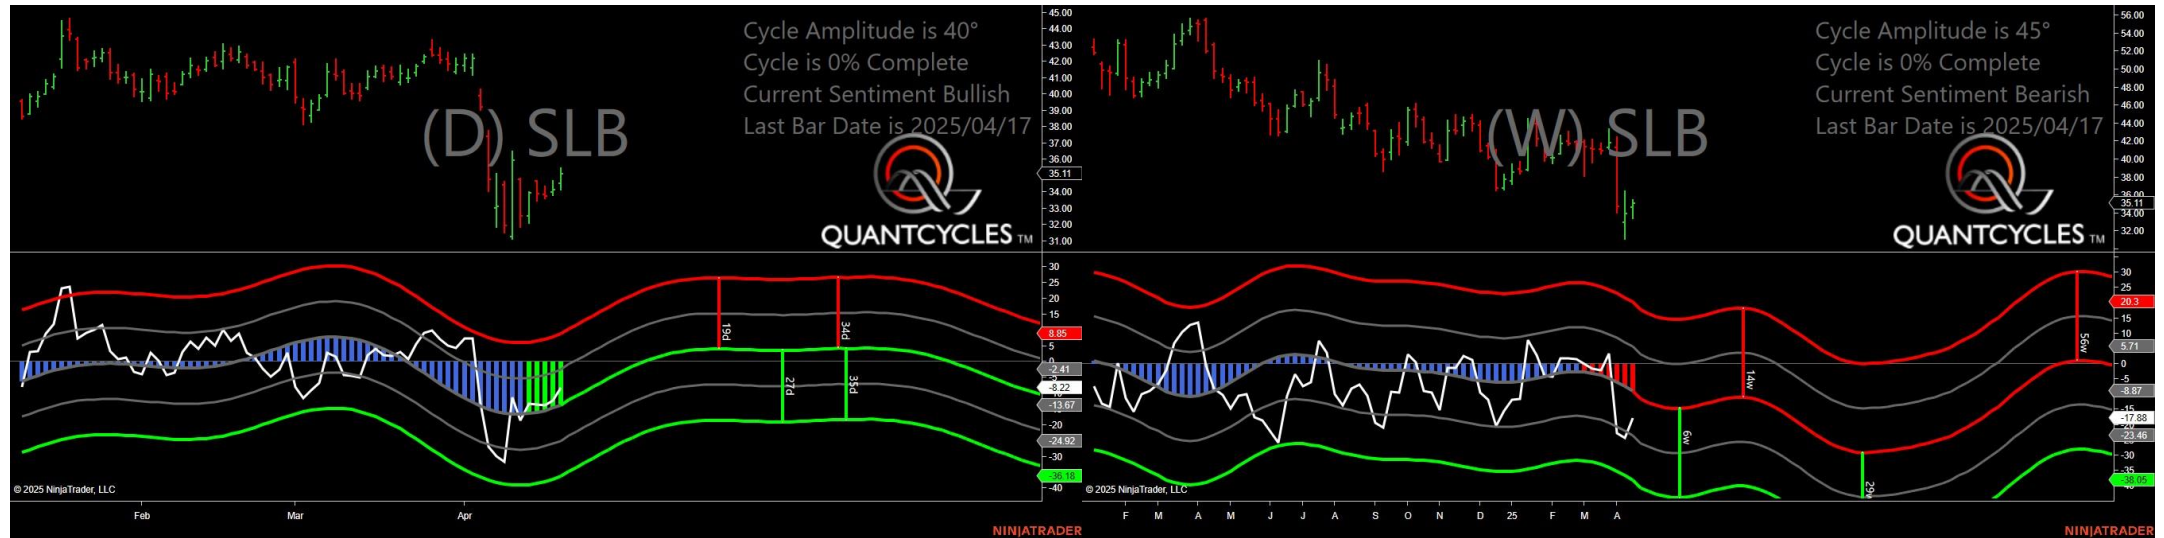 Cycle Amplitude is 40°
Cycle is 0% Complete
Current Sentiment Bullish
Last Bar Date is 2025/04/17
(D) SLB
QUANTCYCLES TM
45.00
44.00
43.00
42.00
41.00
40.00
39.00
38.00
37.00
36.00
35.11
34.00
33.00
32.00
31.00
30
25
20
15
8.85
5
0
-2.41
-8.22
-13.67
-24.92
-30
-36.18
-40
19d
27d
34d
35d
© 2025 NinjaTrader, LLC
Feb
Mar
Apr
NINJATRADER
Cycle Amplitude is 45°
Cycle is 0% Complete
Current Sentiment Bearish
Last Bar Date is 2025/04/17
(W) SLB
QUANTCYCLES TM
56.00
54.00
52.00
50.00
48.00
46.00
44.00
42.00
40.00
38.00
36.00
35.11
34.00
32.00
30
25
20.3
15
10
5.71
0
-5
-8.87
-15
-17.88
-23.46
-30
-35
-38.05
6w
14w
29w
56w
© 2025 NinjaTrader, LLC
F M A M J J A S O N D 25 F M A
NINJATRADER